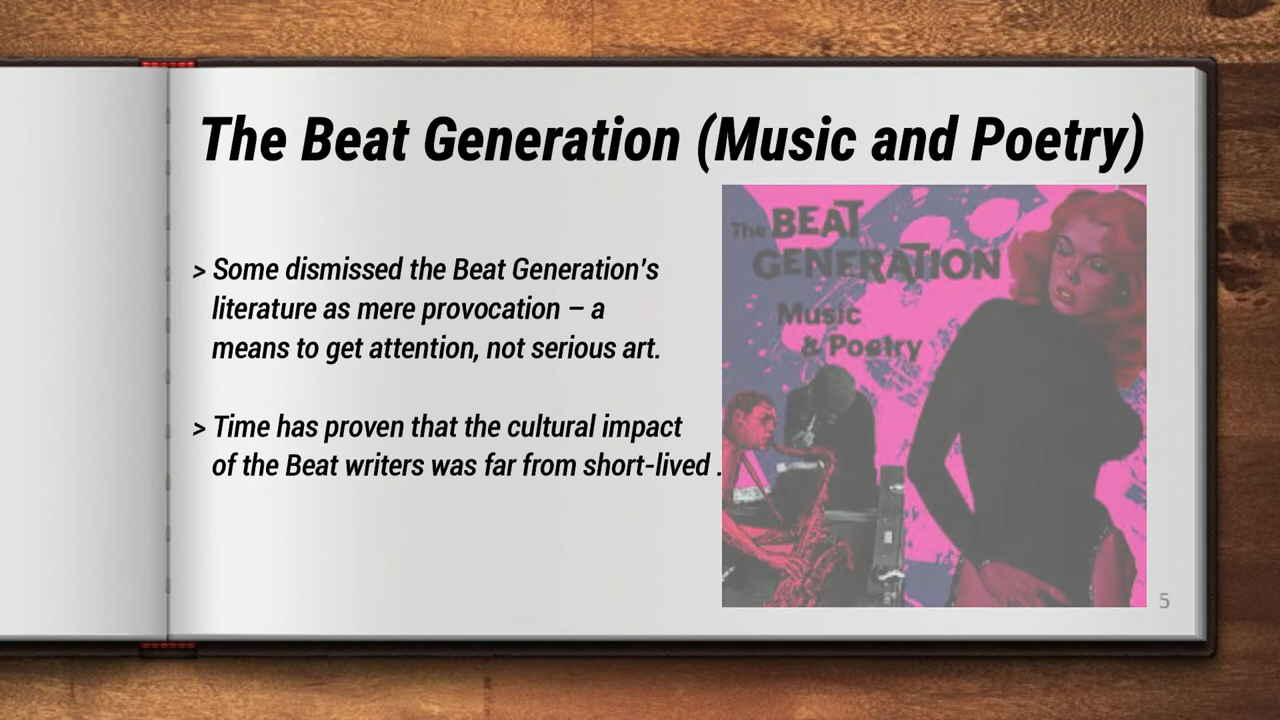 The Beat Generation (Music and Poetry)
> Some dismissed the Beat Generation's
literature as mere provocation – a
means to get attention, not serious art.
> Time has proven that the cultural impact
of the Beat writers was far from short-lived .
The BEAT
GENERATION
Music
& Poetry
5